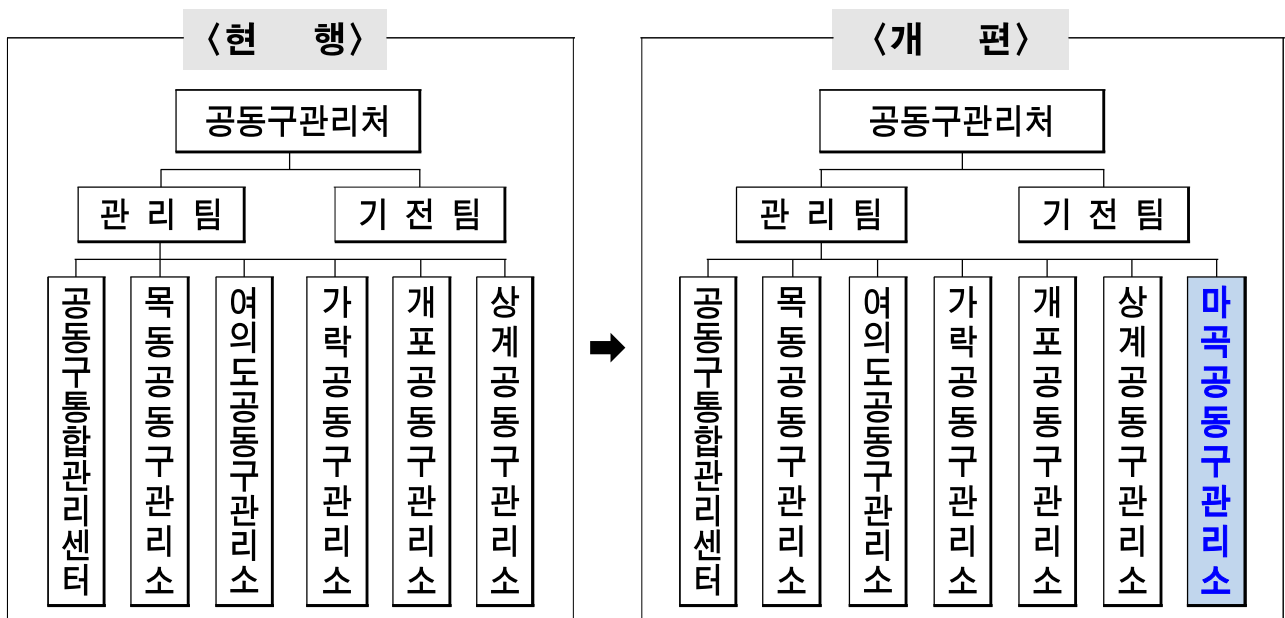 〈현 행〉
공동구관리처
관 리 팀
기 전 팀
공동구통합관리센터
목동공동구관리소
여의도공동구관리소
가락공동구관리소
개포공동구관리소
상계공동구관리소
〈개 편〉
공동구관리처
관 리 팀
기 전 팀
공동구통합관리센터
목동공동구관리소
여의도공동구관리소
가락공동구관리소
개포공동구관리소
상계공동구관리소
마곡공동구관리소